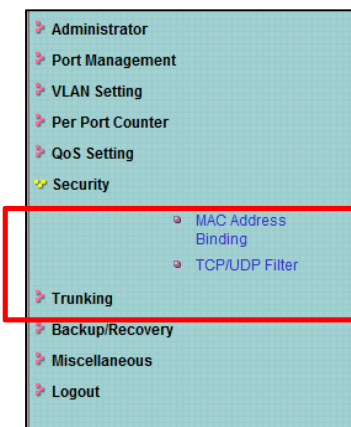 Administrator
Port Management
VLAN Setting
Per Port Counter
QoS Setting
Security
MAC Address
Binding
TCP/UDP Filter
Trunking
Backup/Recovery
Miscellaneous
Logout